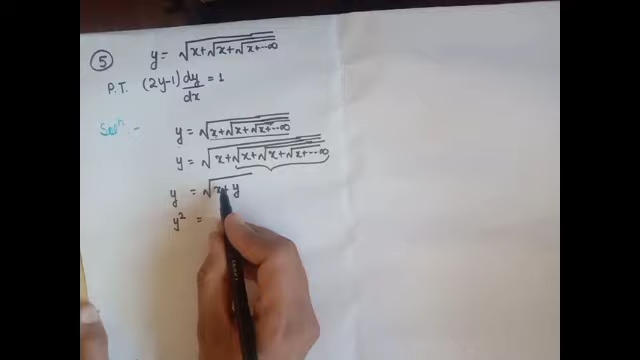 ⑤ y = √x+√x+√x+---∞
P.T. (2y-1) dy/dx = 1
Solⁿ:- y = √x+√x+√x+---∞
y = √x+√x+√x+√x+---∞
y = √x+y
y² =